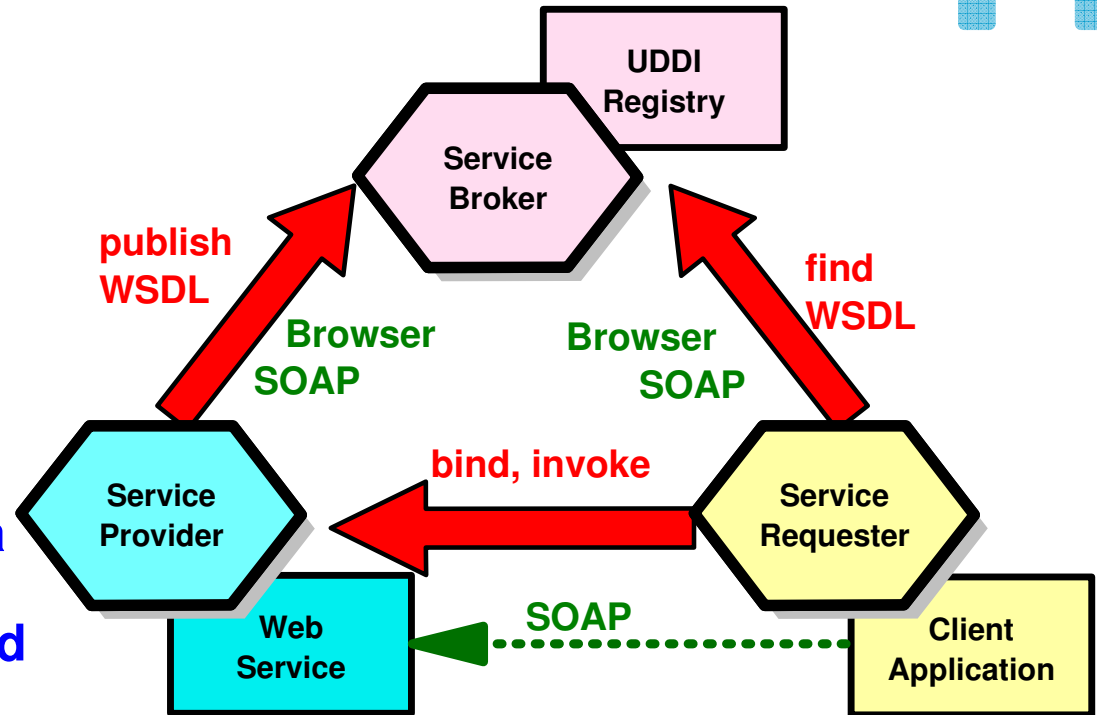 UDDI
Registry
Service
Broker
publish
WSDL
find
WSDL
Browser
SOAP
Browser
SOAP
bind, invoke
Service
Provider
Service
Requester
Web
Service
SOAP
Client
Application